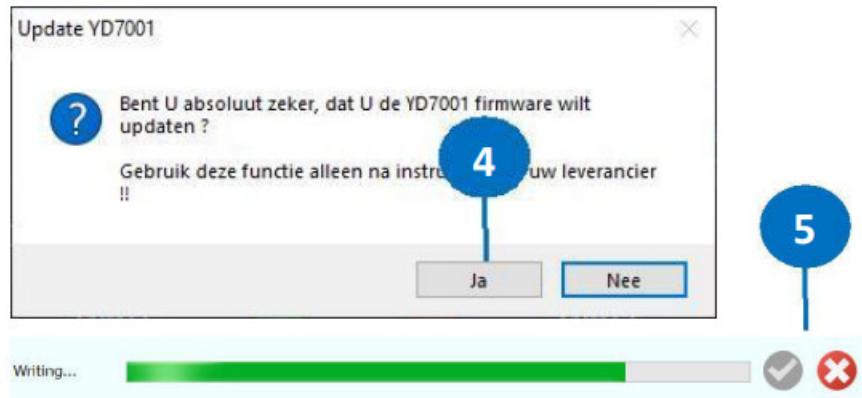 Update YD7001
Bent U absoluut zeker, dat U de YD7001 firmware wilt
updaten ?
4
Gebruik deze functie alleen na uw leverancier
!!
5
Ja
Nee
Writing...